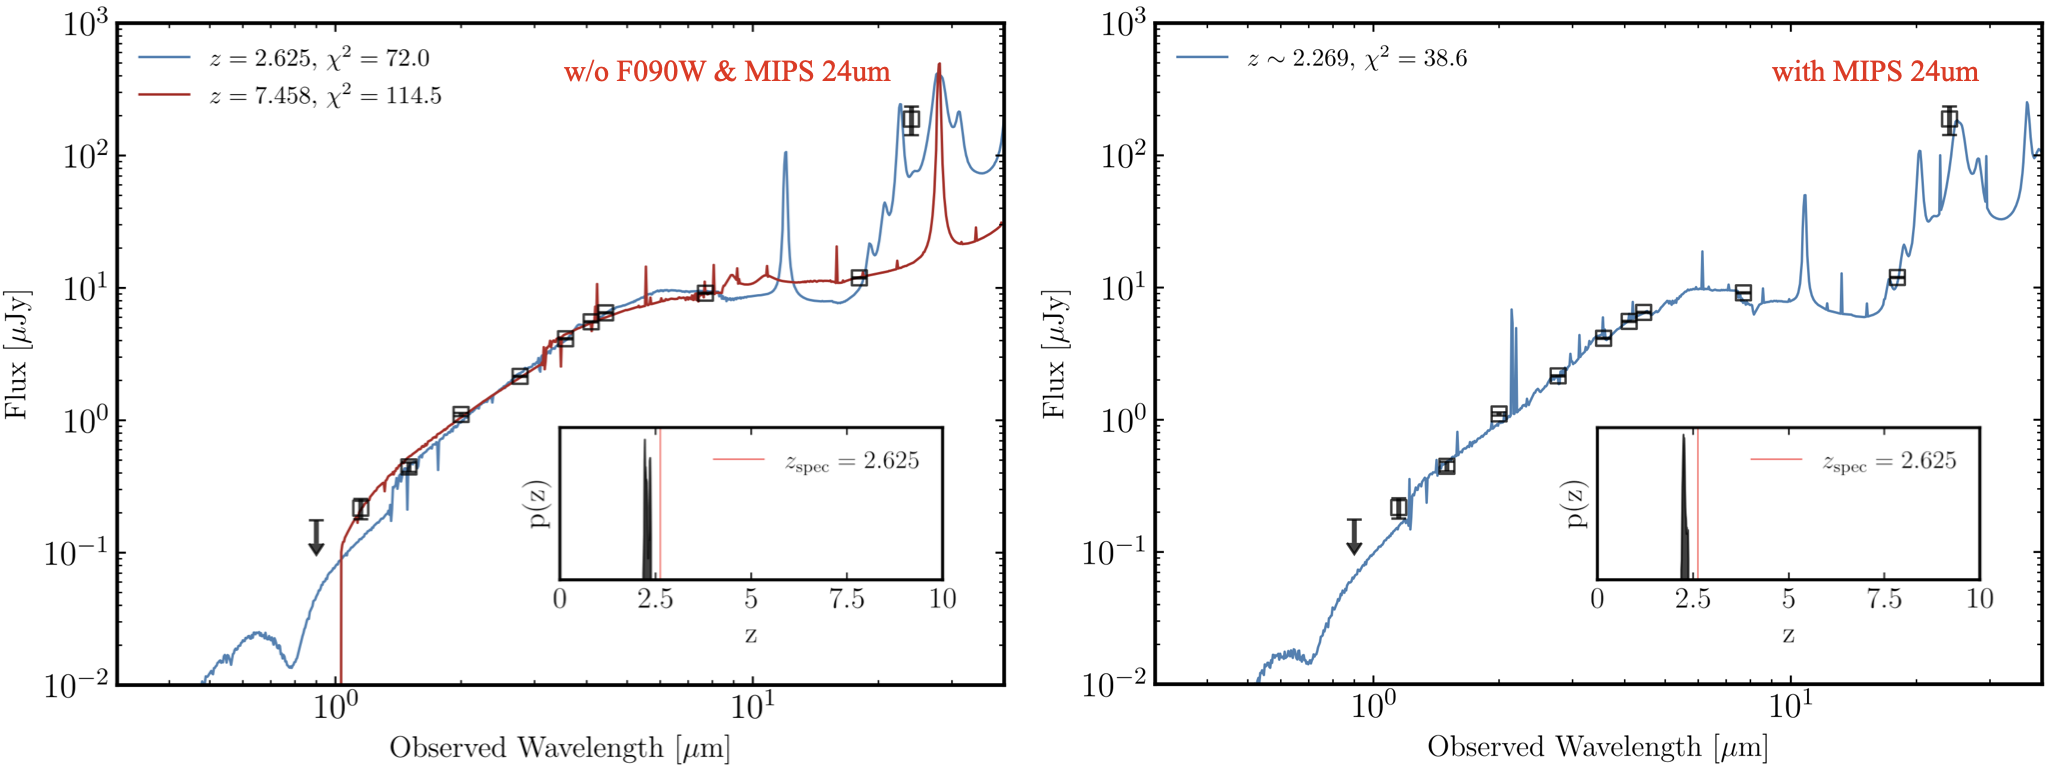 z = 2.625, χ² = 72.0
z = 7.458, χ² = 114.5
w/o F090W & MIPS 24um
10³
10²
10¹
10⁰
10⁻¹
10⁻²
Flux [μJy]
p(z)
z_spec = 2.625
0 2.5 5 7.5 10
z
10⁰ 10¹
Observed Wavelength [μm]
z ∼ 2.269, χ² = 38.6
with MIPS 24um
10³
10²
10¹
10⁰
10⁻¹
10⁻²
Flux [μJy]
p(z)
z_spec = 2.625
0 2.5 5 7.5 10
z
10⁰ 10¹
Observed Wavelength [μm]